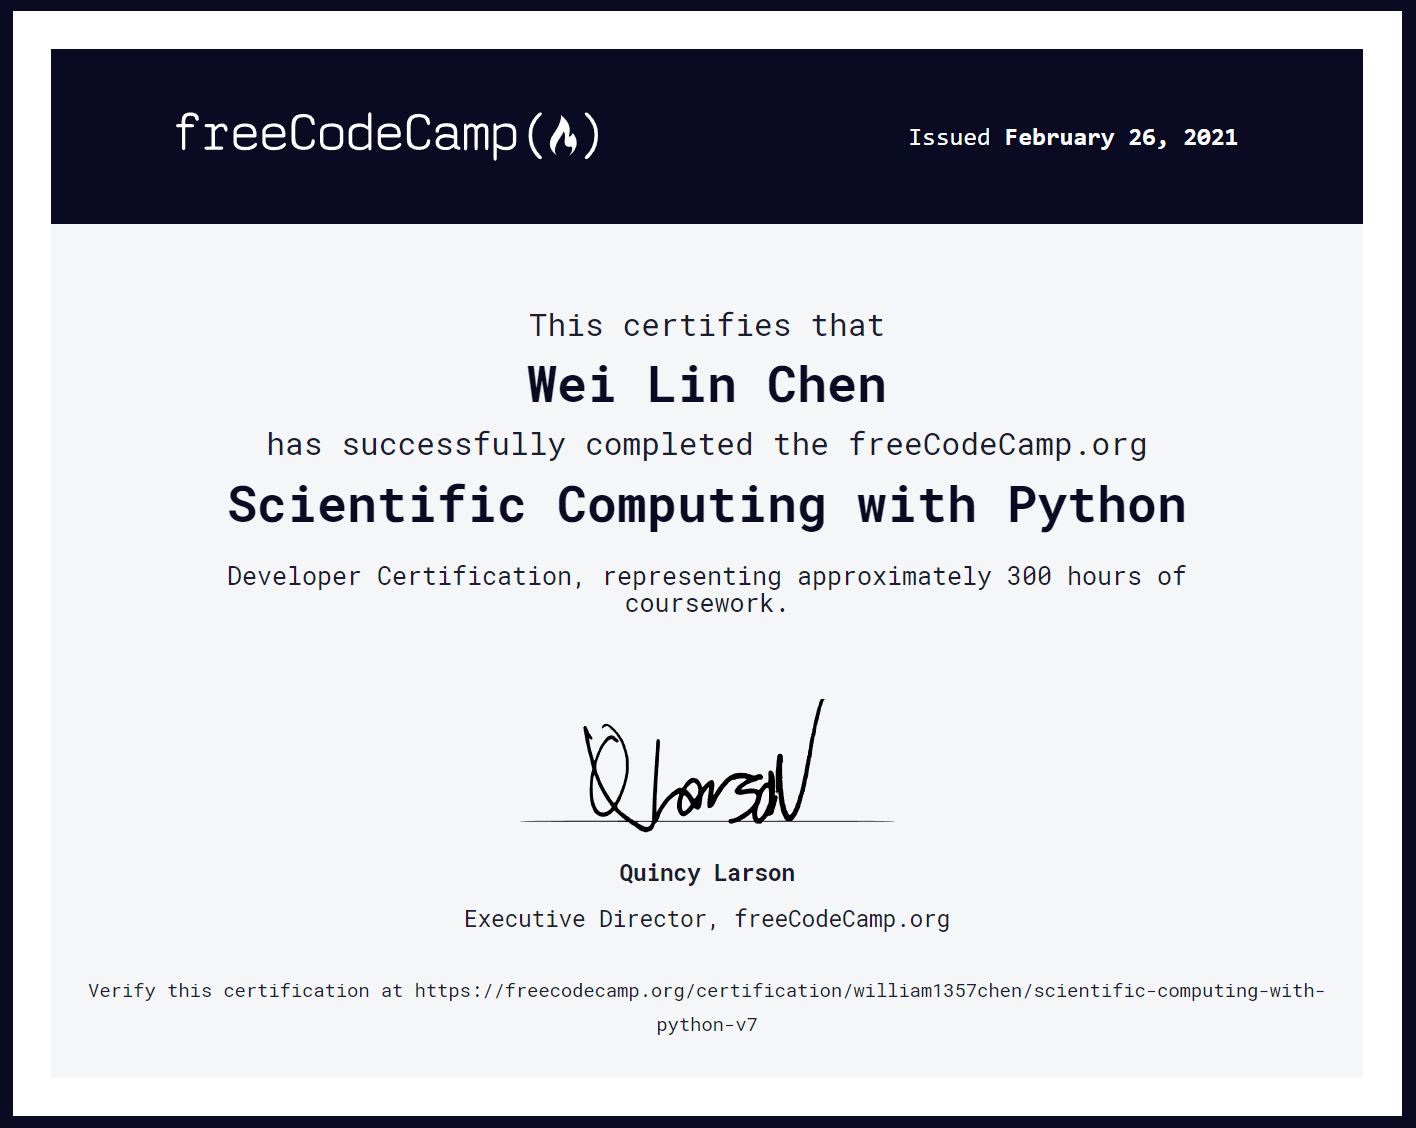 freeCodeCamp(🔥)
Issued February 26, 2021
This certifies that
Wei Lin Chen
has successfully completed the freeCodeCamp.org
Scientific Computing with Python
Developer Certification, representing approximately 300 hours of
coursework.
Q Larson
Quincy Larson
Executive Director, freeCodeCamp.org
Verify this certification at https://freecodecamp.org/certification/william1357chen/scientific-computing-with-
python-v7